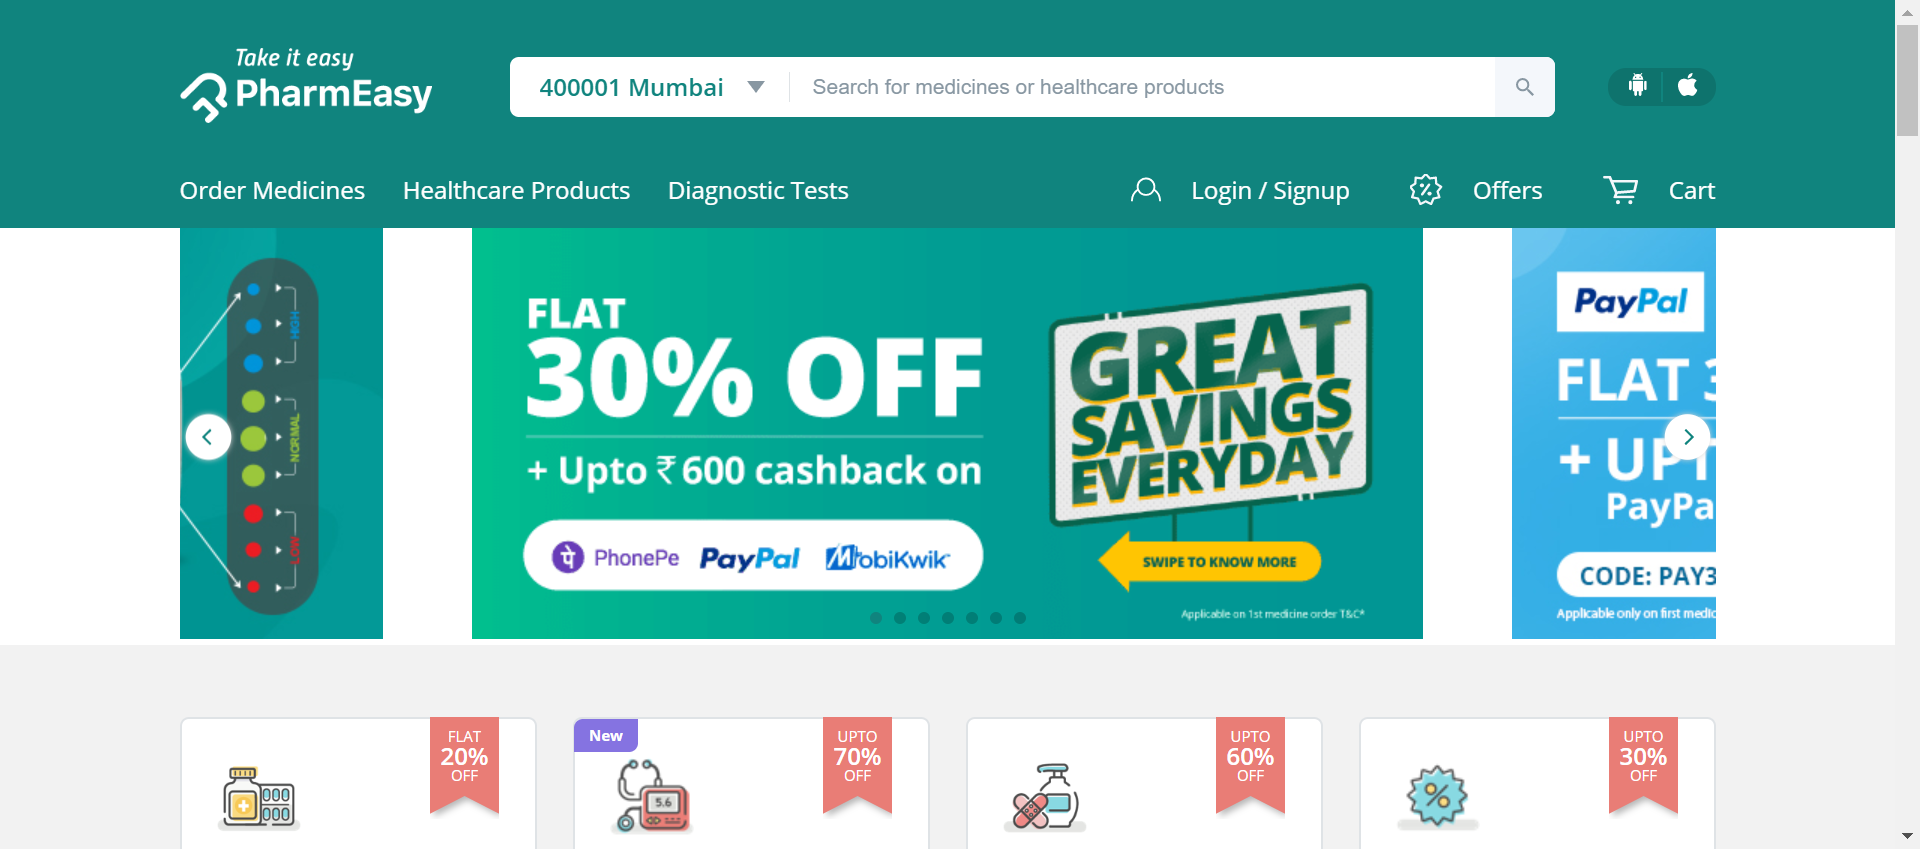 Take it easy
PharmEasy
400001 Mumbai
Search for medicines or healthcare products
Order Medicines
Healthcare Products
Diagnostic Tests
Login / Signup
Offers
Cart
HIGH
NORMAL
LOW
FLAT
30% OFF
+ Upto ₹600 cashback on
PhonePe PayPal MobiKwik
GREAT
SAVINGS
EVERYDAY
SWIPE TO KNOW MORE
Applicable on 1st medicine order T&C*
PayPal
FLAT 3
+ UPT
PayPa
CODE: PAY3
Applicable only on first medic
FLAT
20%
OFF
New
5.6
UPTO
70%
OFF
UPTO
60%
OFF
UPTO
30%
OFF